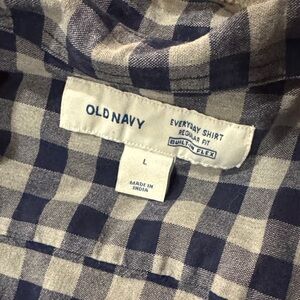 OLD NAVY
EVERYDAY SHIRT
REGULAR FIT
BUILT-IN FLEX
L
MADE IN
INDIA